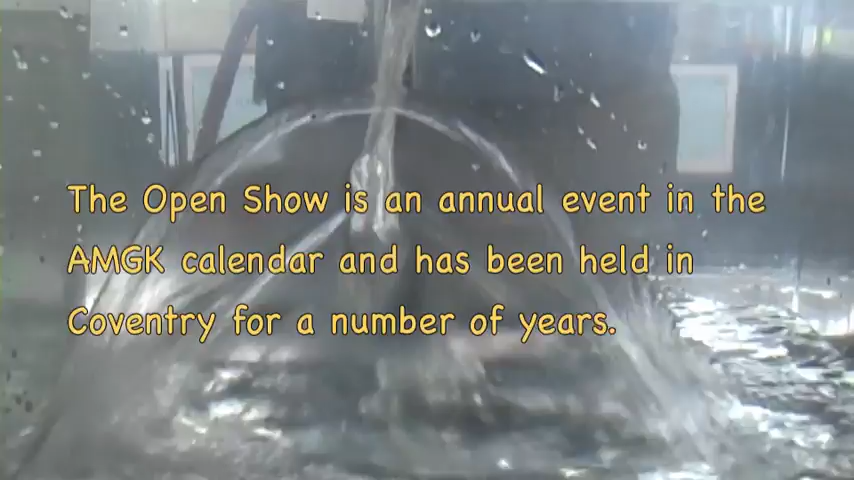 The Open Show is an annual event in the
AMGK calendar and has been held in
Coventry for a number of years.